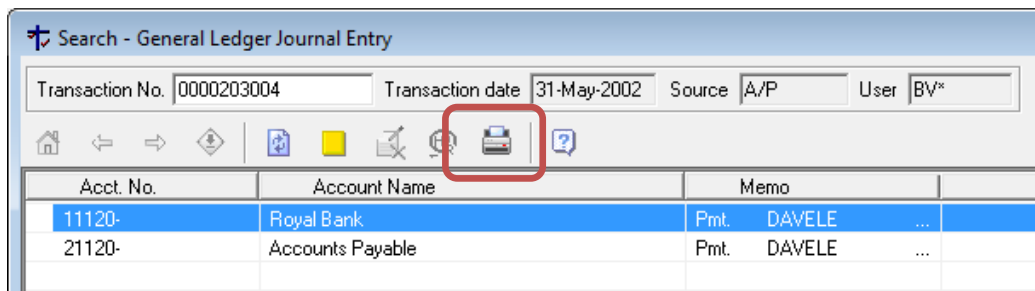 Search - General Ledger Journal Entry
Transaction No. 0000203004 Transaction date 31-May-2002 Source A/P User BV*
Acct. No. Account Name Memo
11120- Royal Bank Pmt. DAVELE ...
21120- Accounts Payable Pmt. DAVELE ...